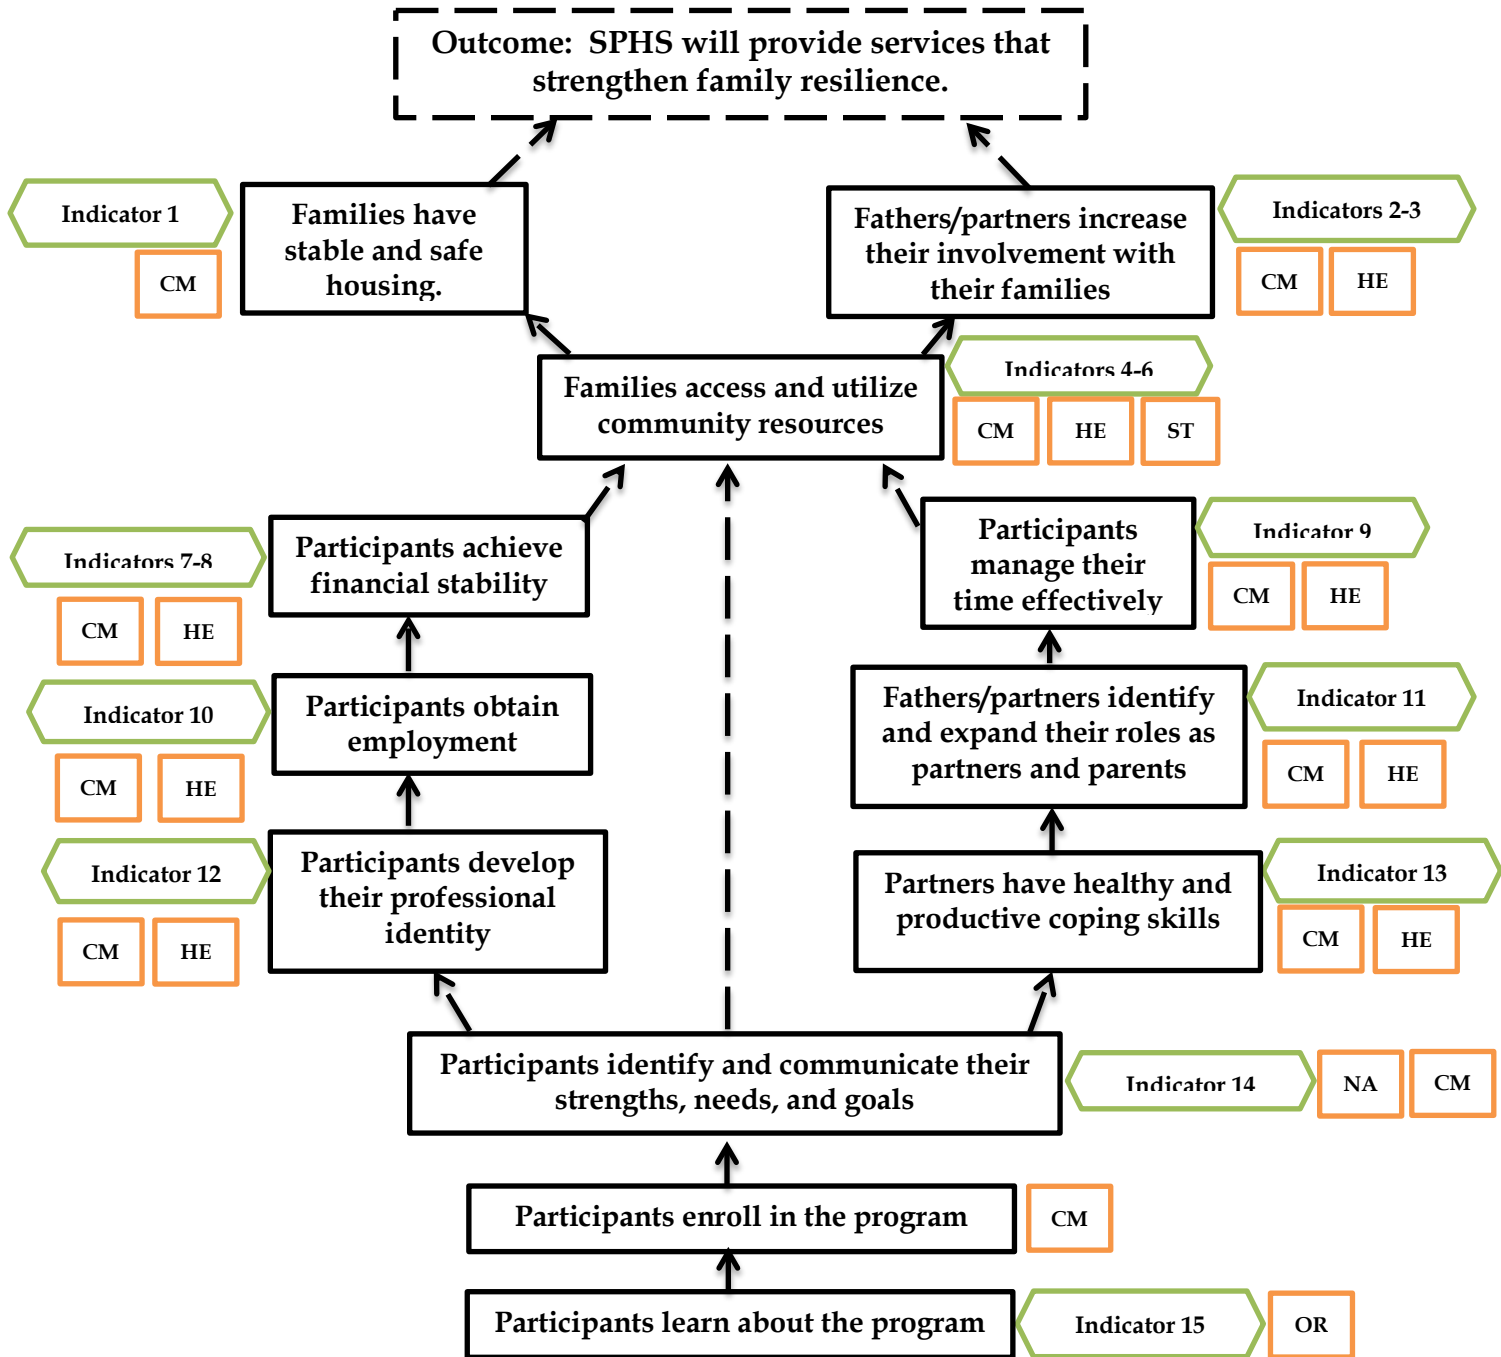 Outcome:  SPHS will provide services that
strengthen family resilience.
Indicator 1
CM
Families have
stable and safe
housing.
Fathers/partners increase
their involvement with
their families
Indicators 2-3
CM
HE
Families access and utilize
community resources
Indicators 4-6
CM
HE
ST
Indicators 7-8
CM
HE
Participants achieve
financial stability
Participants
manage their
time effectively
Indicator 9
CM
HE
Indicator 10
CM
HE
Participants obtain
employment
Fathers/partners identify
and expand their roles as
partners and parents
Indicator 11
CM
HE
Indicator 12
CM
HE
Participants develop
their professional
identity
Partners have healthy and
productive coping skills
Indicator 13
CM
HE
Participants identify and communicate their
strengths, needs, and goals
Indicator 14
NA
CM
Participants enroll in the program
CM
Participants learn about the program
Indicator 15
OR